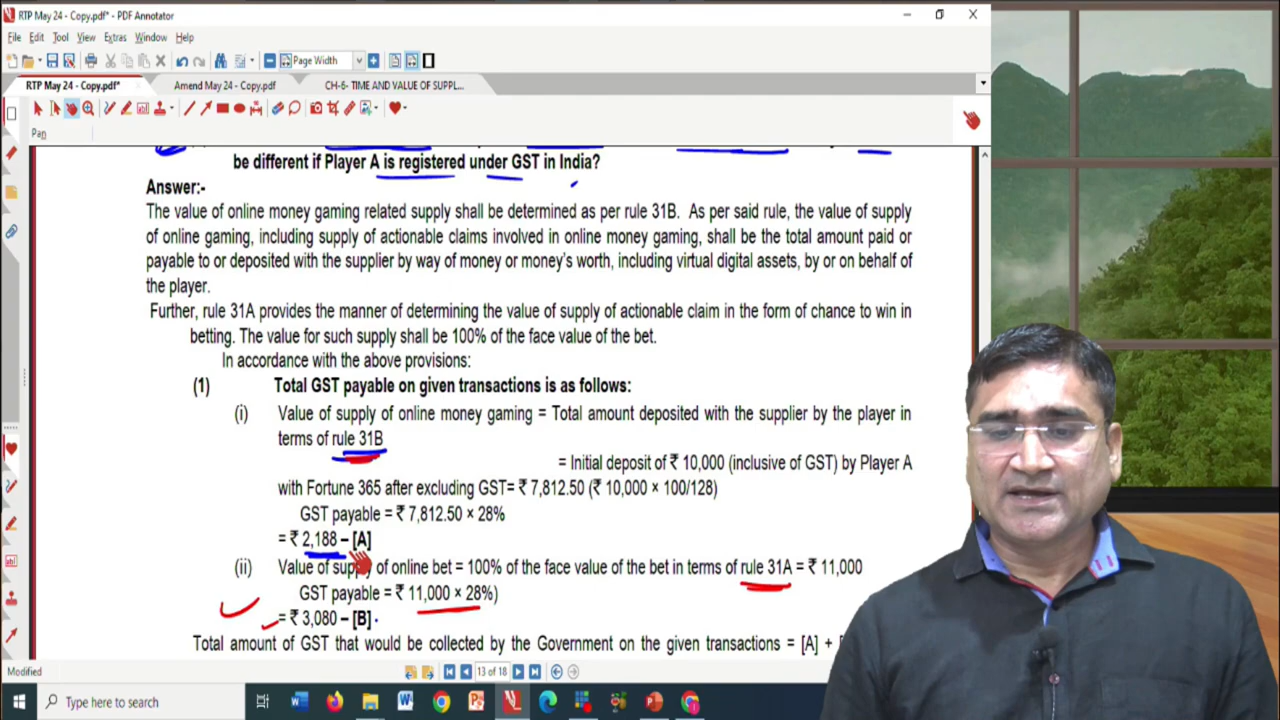 RTP May 24 - Copy.pdf* - PDF Annotator
File Edit Tool View Extras Window Help
Page Width
RTP May 24 - Copy.pdf* Amend May 24 - Copy.pdf CH-6- TIME AND VALUE OF SUPPL...
Pan
be different if Player A is registered under GST in India?
Answer:-
The value of online money gaming related supply shall be determined as per rule 31B. As per said rule, the value of supply
of online gaming, including supply of actionable claims involved in online money gaming, shall be the total amount paid or
payable to or deposited with the supplier by way of money or money's worth, including virtual digital assets, by or on behalf of
the player.
Further, rule 31A provides the manner of determining the value of supply of actionable claim in the form of chance to win in
betting. The value for such supply shall be 100% of the face value of the bet.
In accordance with the above provisions:
(1) Total GST payable on given transactions is as follows:
(i) Value of supply of online money gaming = Total amount deposited with the supplier by the player in
terms of rule 31B
= Initial deposit of ₹ 10,000 (inclusive of GST) by Player A
with Fortune 365 after excluding GST= ₹ 7,812.50 (₹ 10,000 × 100/128)
GST payable = ₹ 7,812.50 × 28%
= ₹ 2,188 – [A]
(ii) Value of supply of online bet = 100% of the face value of the bet in terms of rule 31A = ₹ 11,000
GST payable = ₹ 11,000 × 28%)
= ₹ 3,080 – [B]
Total amount of GST that would be collected by the Government on the given transactions = [A] +
Modified 13 of 18
Type here to search